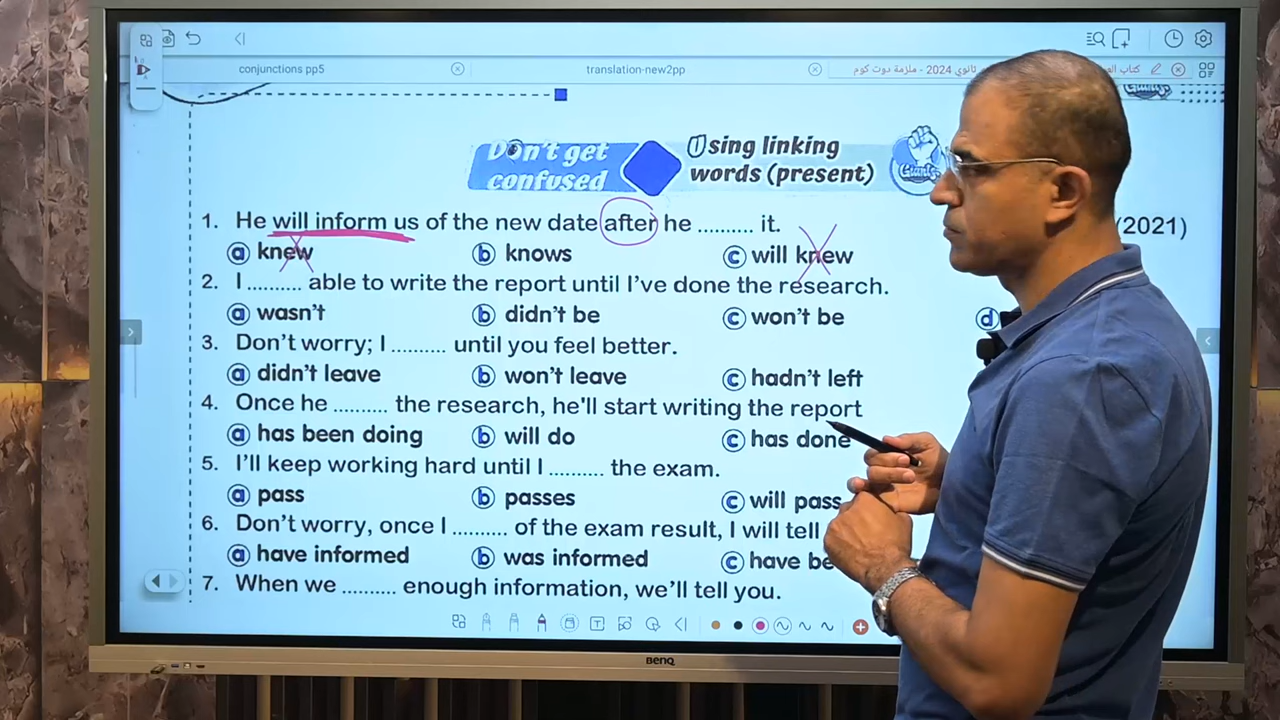 conjunctions pp5
translation-new2pp
ثانوي 2024 - ملزمة دوت كوم
Don't get
confused
Using linking
words (present)
Giants
1. He will inform us of the new date after he .......... it. (2021)
a knew b knows c will knew
2. I .......... able to write the report until I've done the research.
a wasn't b didn't be c won't be d
3. Don't worry; I .......... until you feel better.
a didn't leave b won't leave c hadn't left
4. Once he .......... the research, he'll start writing the report
a has been doing b will do c has done
5. I'll keep working hard until I .......... the exam.
a pass b passes c will pass
6. Don't worry, once I .......... of the exam result, I will tell
a have informed b was informed c have be
7. When we .......... enough information, we'll tell you.
BenQ